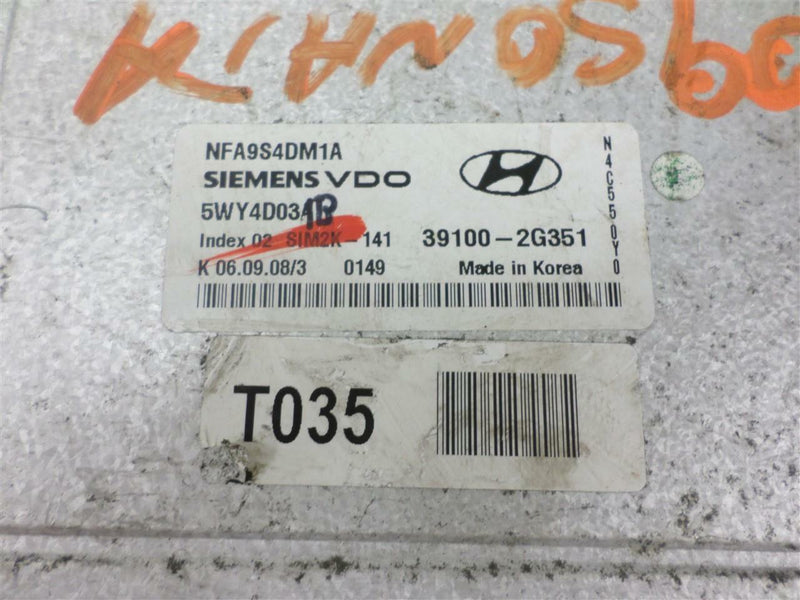 NFA9S4DM1A
SIEMENS VDO
5WY4D03
1B
Index 02 SIM2K-141
39100-2G351
K 06.09.08/3 0149 Made in Korea
N4C550Y0
T035